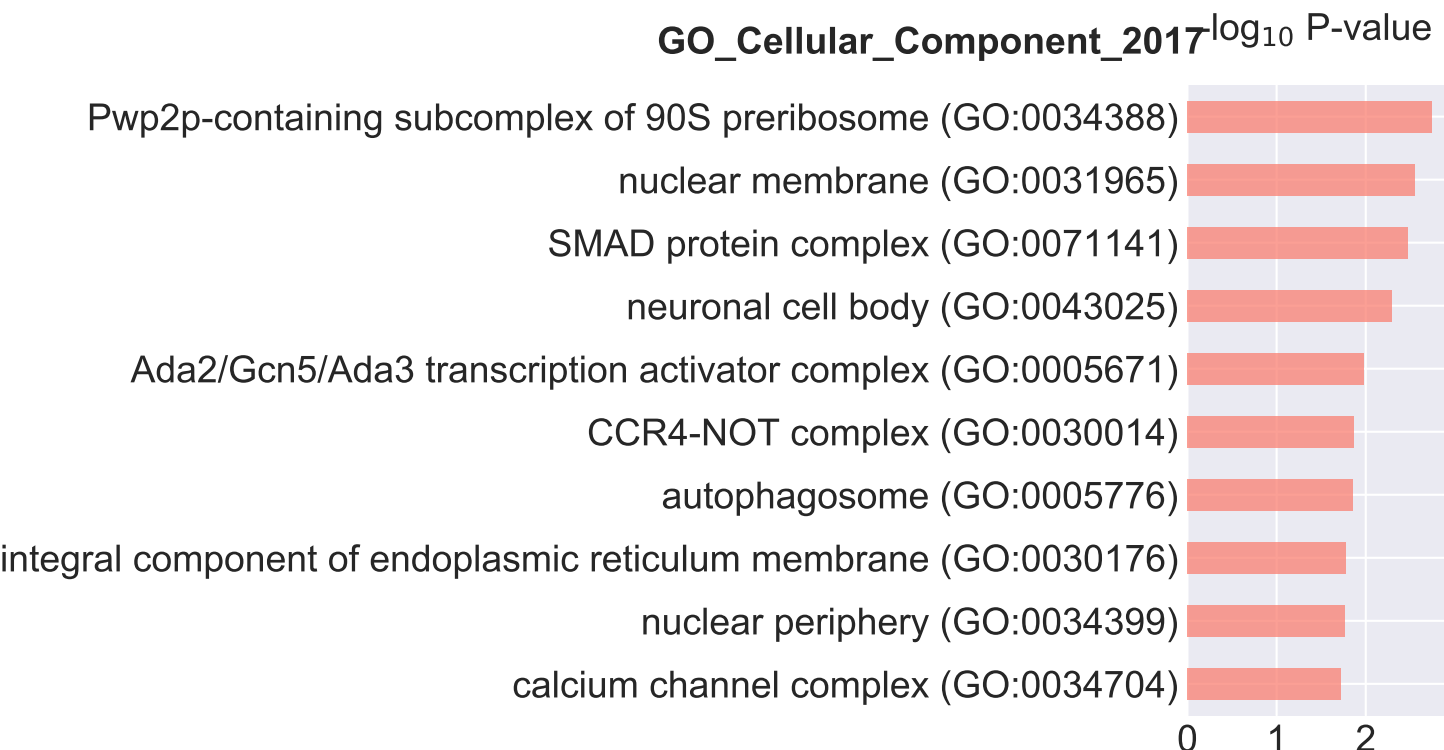 GO_Cellular_Component_2017
-log10 P-value
Pwp2p-containing subcomplex of 90S preribosome (GO:0034388)
nuclear membrane (GO:0031965)
SMAD protein complex (GO:0071141)
neuronal cell body (GO:0043025)
Ada2/Gcn5/Ada3 transcription activator complex (GO:0005671)
CCR4-NOT complex (GO:0030014)
autophagosome (GO:0005776)
integral component of endoplasmic reticulum membrane (GO:0030176)
nuclear periphery (GO:0034399)
calcium channel complex (GO:0034704)
0 1 2